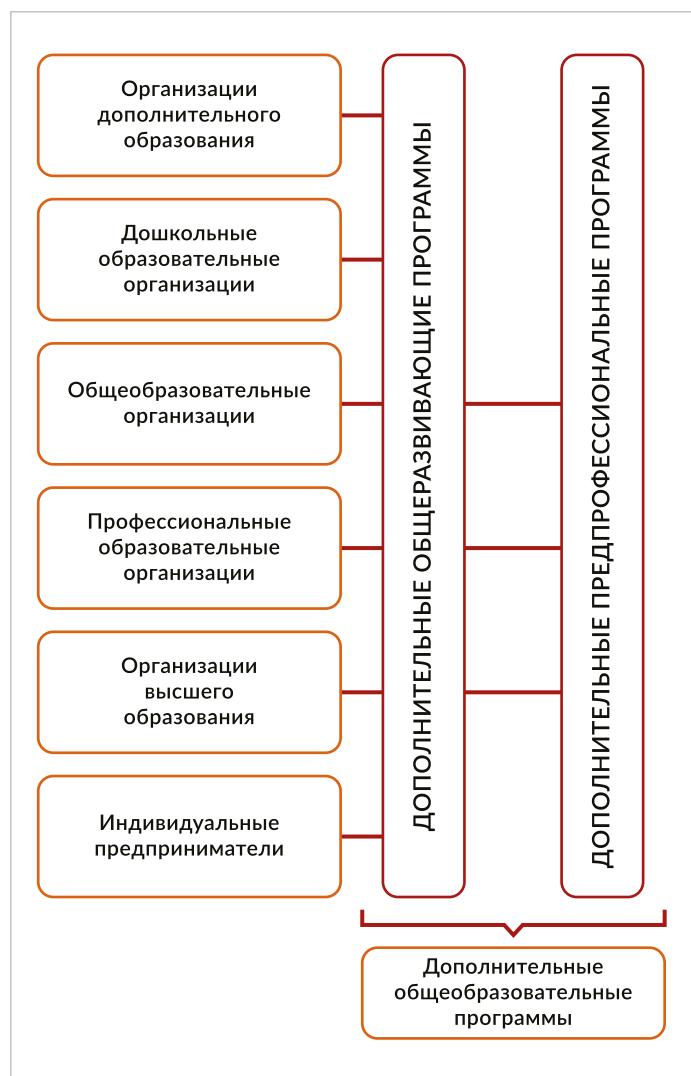 Организации
дополнительного
образования
Дошкольные
образовательные
организации
Общеобразовательные
организации
Профессиональные
образовательные
организации
Организации
высшего
образования
Индивидуальные
предприниматели
ДОПОЛНИТЕЛЬНЫЕ ОБЩЕРАЗВИВАЮЩИЕ ПРОГРАММЫ
ДОПОЛНИТЕЛЬНЫЕ ПРЕДПРОФЕССИОНАЛЬНЫЕ ПРОГРАММЫ
Дополнительные
общеобразовательные
программы